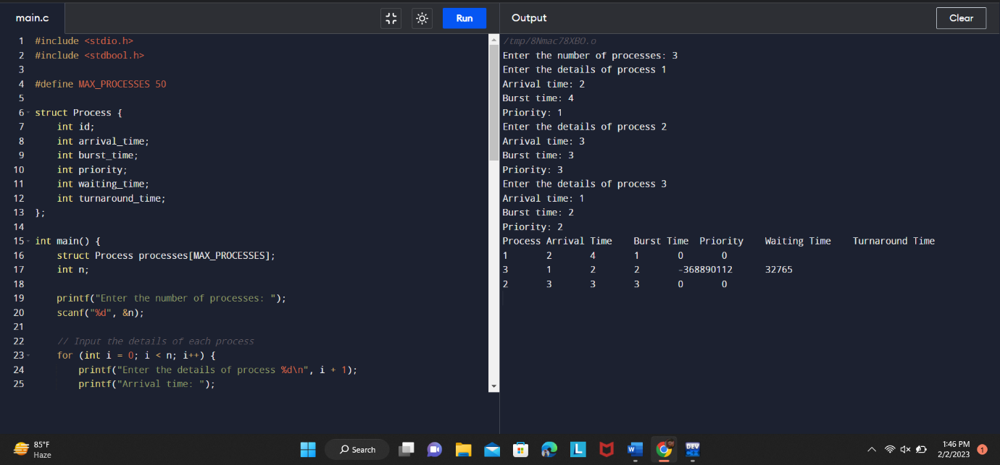 main.c
Run
Output
Clear
1 #include <stdio.h>
2 #include <stdbool.h>
3
4 #define MAX_PROCESSES 50
5
6 struct Process {
7 int id;
8 int arrival_time;
9 int burst_time;
10 int priority;
11 int waiting_time;
12 int turnaround_time;
13 };
14
15 int main() {
16 struct Process processes[MAX_PROCESSES];
17 int n;
18
19 printf("Enter the number of processes: ");
20 scanf("%d", &n);
21
22 // Input the details of each process
23 for (int i = 0; i < n; i++) {
24 printf("Enter the details of process %d\n", i + 1);
25 printf("Arrival time: ");
/tmp/8Nmac78XBO.o
Enter the number of processes: 3
Enter the details of process 1
Arrival time: 2
Burst time: 4
Priority: 1
Enter the details of process 2
Arrival time: 3
Burst time: 3
Priority: 3
Enter the details of process 3
Arrival time: 1
Burst time: 2
Priority: 2
Process Arrival Time Burst Time Priority Waiting Time Turnaround Time
1 2 4 1 0 0
3 1 2 2 -368890112 32765
2 3 3 3 0 0
85°F
Haze
Search
L
W
DEV
1:46 PM
2/2/2023
1